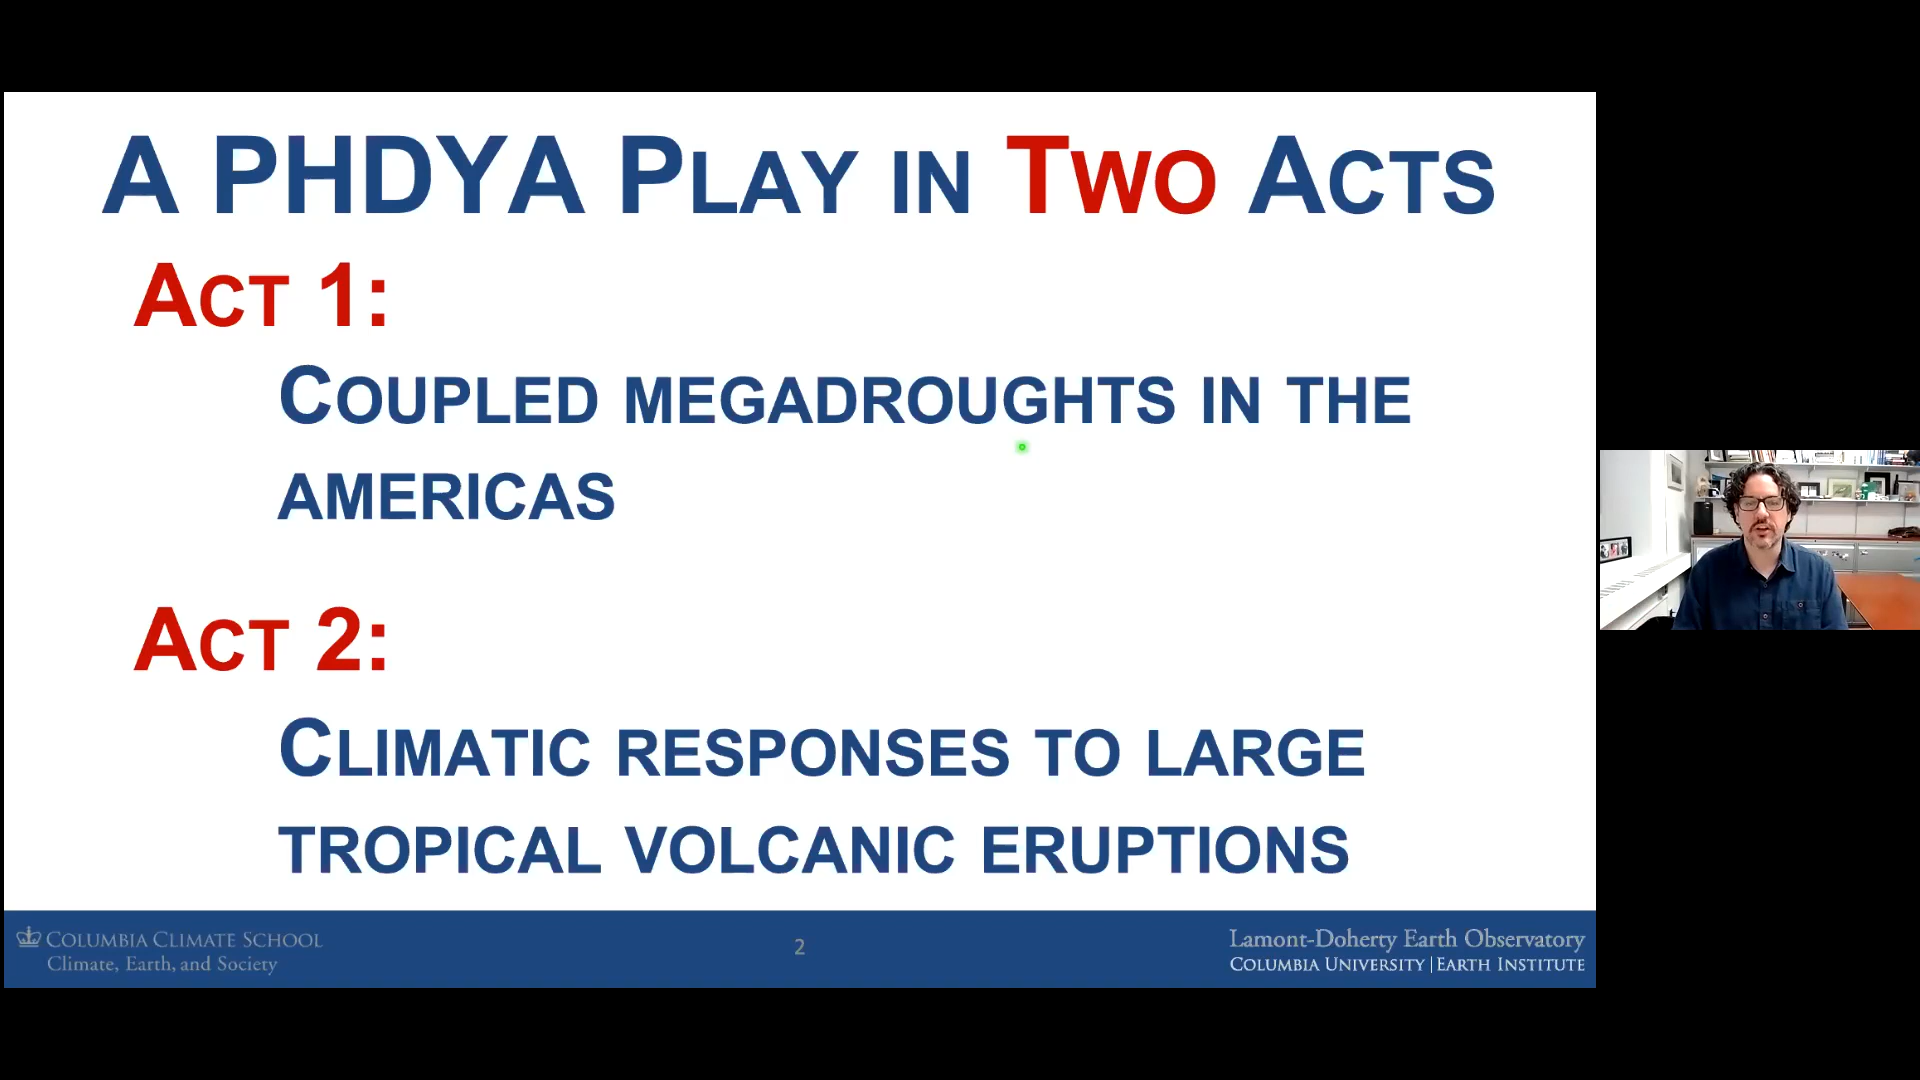 A PHDYA PLAY IN TWO ACTS
ACT 1:
COUPLED MEGADROUGHTS IN THE
AMERICAS
ACT 2:
CLIMATIC RESPONSES TO LARGE
TROPICAL VOLCANIC ERUPTIONS
COLUMBIA CLIMATE SCHOOL
Climate, Earth, and Society
2
Lamont-Doherty Earth Observatory
COLUMBIA UNIVERSITY | EARTH INSTITUTE